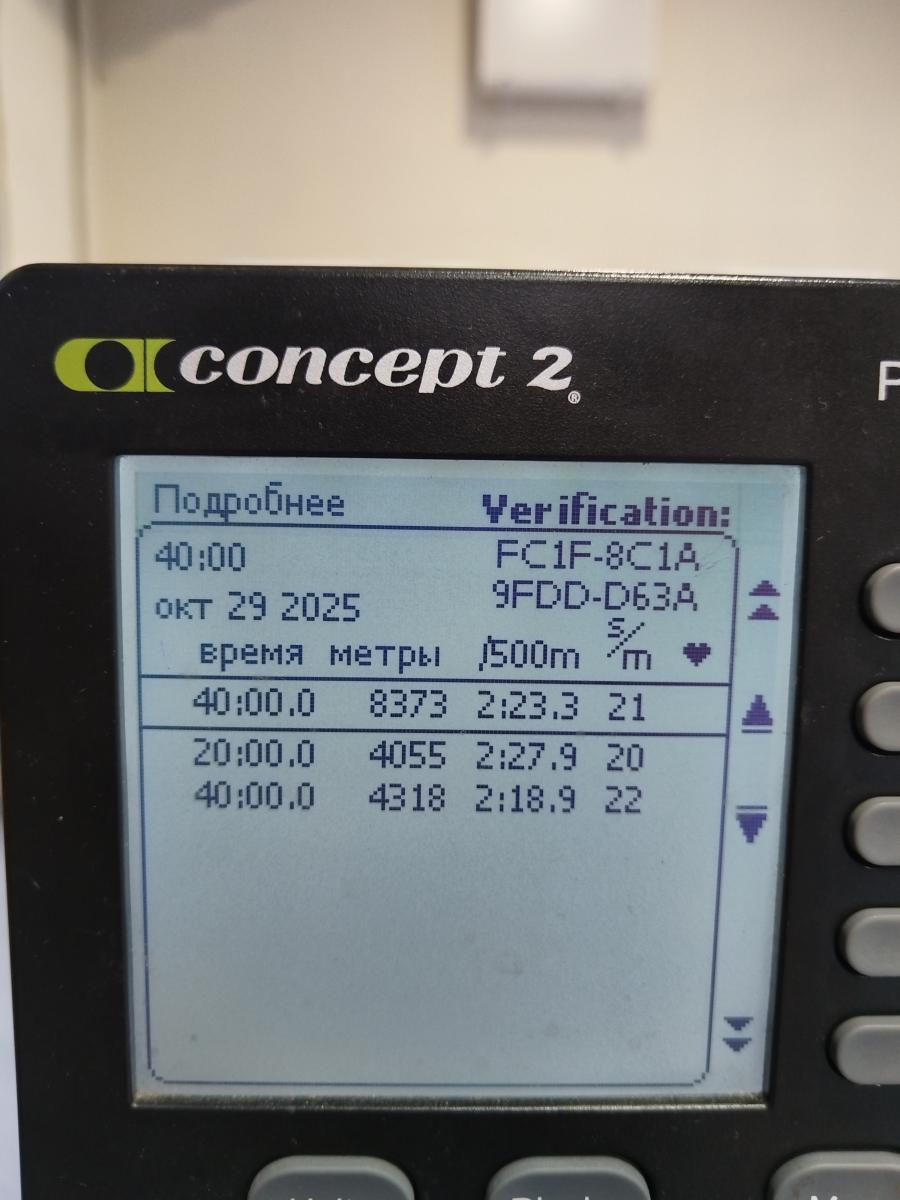 concept 2®
P
Подробнее Verification:
40:00 FC1F-8C1A
окт 29 2025 9FDD-D63A
время метры /500m s/m ♥
40:00.0 8373 2:23.3 21
20:00.0 4055 2:27.9 20
40:00.0 4318 2:18.9 22